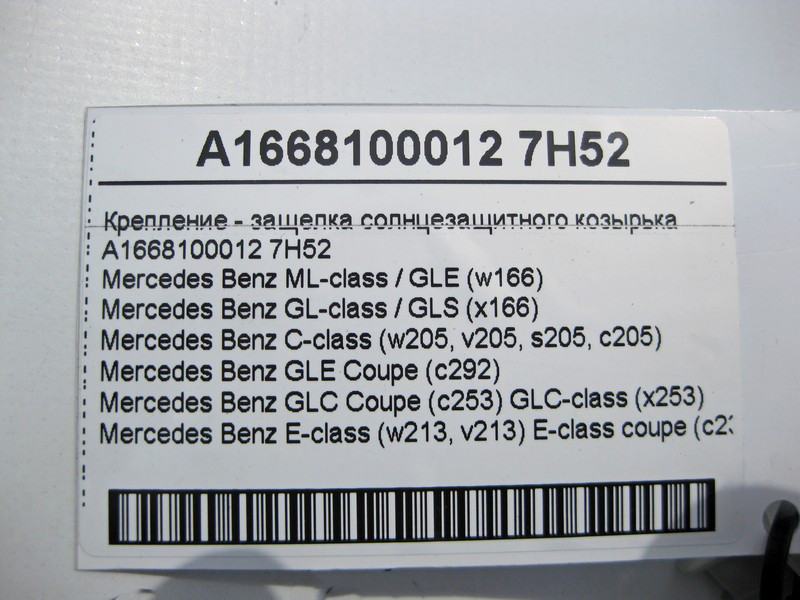 A1668100012 7H52
Крепление - защелка солнцезащитного козырька
A1668100012 7H52
Mercedes Benz ML-class / GLE (w166)
Mercedes Benz GL-class / GLS (x166)
Mercedes Benz C-class (w205, v205, s205, c205)
Mercedes Benz GLE Coupe (c292)
Mercedes Benz GLC Coupe (c253) GLC-class (x253)
Mercedes Benz E-class (w213, v213) E-class coupe